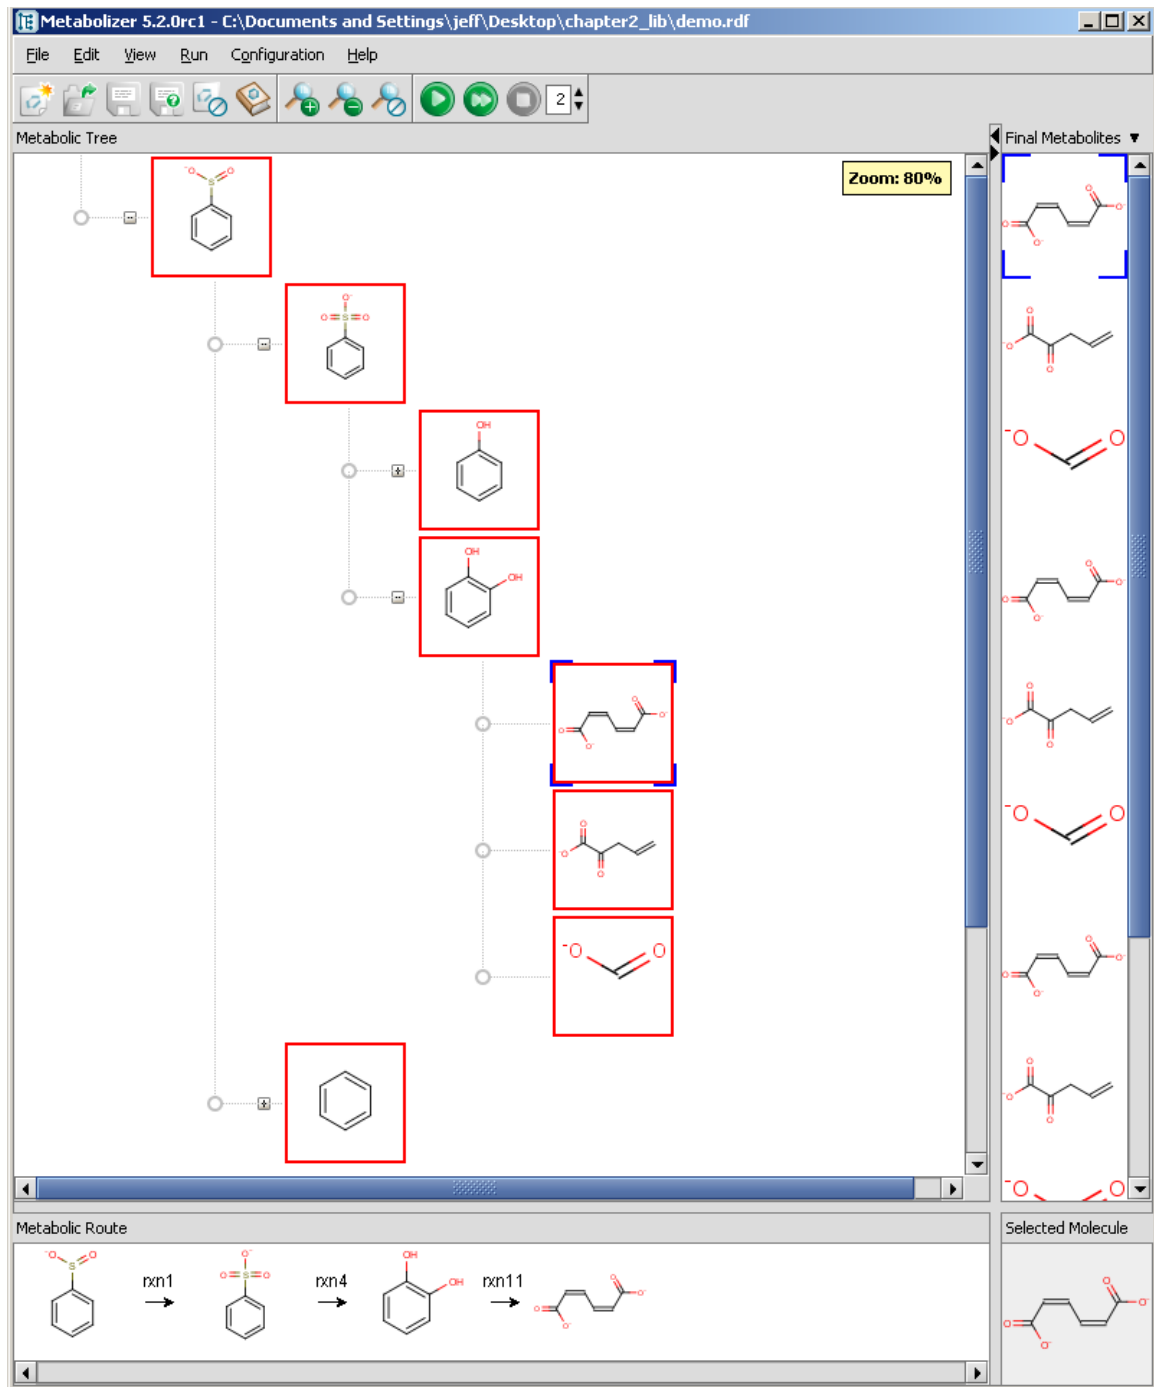 Metabolizer 5.2.0rc1 - C:\Documents and Settings\jeff\Desktop\chapter2_lib\demo.rdf
File Edit View Run Configuration Help
2
Metabolic Tree
Final Metabolites ▼
Zoom: 80%
⁻O S O
O⁻
O=S=O
OH
OH
OH
O O⁻
O O⁻
O
O
O
⁻O O
O O⁻
O O⁻
O
⁻O
O
⁻O O
O O⁻
O O⁻
O
⁻O
O
⁻O O
O O⁻
O O⁻
O
⁻O
O
⁻O O
Metabolic Route
Selected Molecule
⁻O S O
rxn1
O⁻
O=S=O
rxn4
OH
OH
rxn11
O O⁻
O O⁻
O O⁻
O O⁻